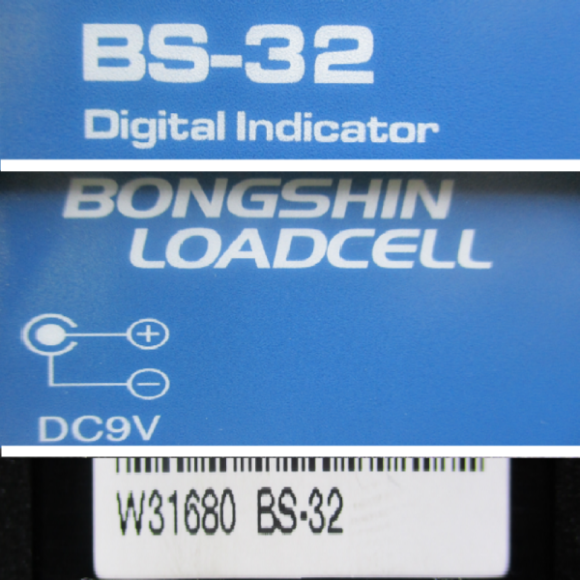 BS-32
Digital Indicator
BONGSHIN
LOADCELL
DC9V
W31680 BS-32